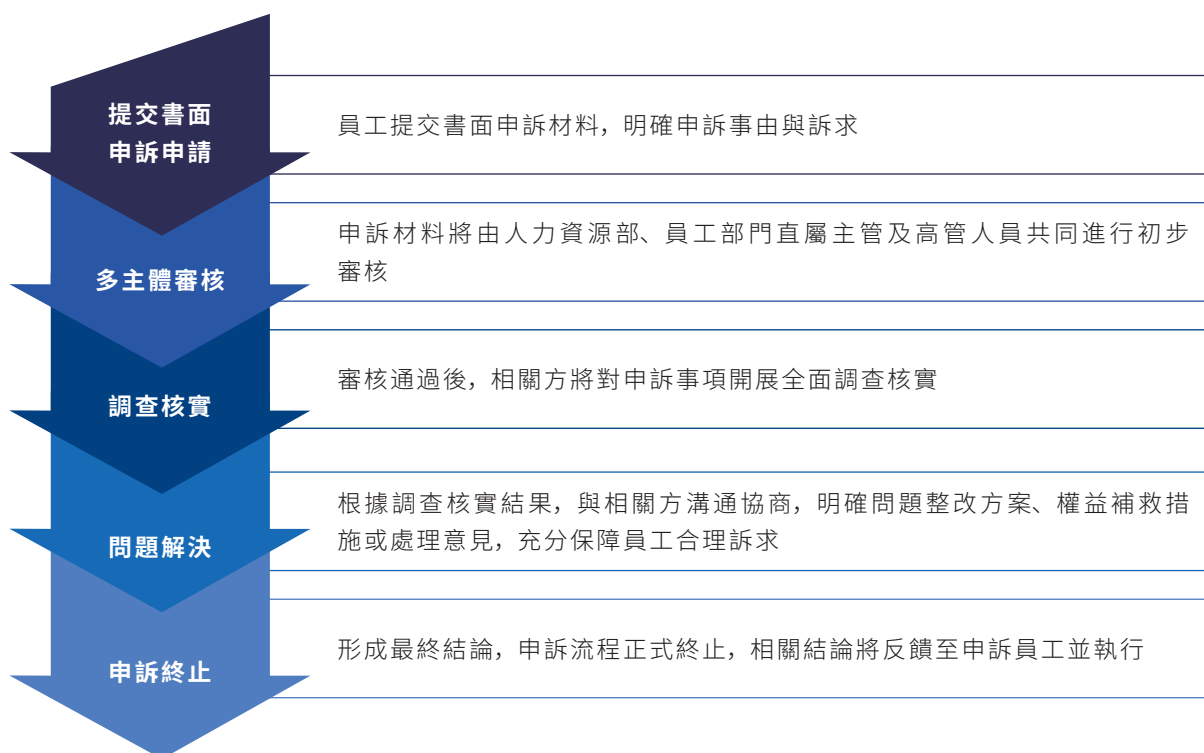 提交書面
申訴申請
員工提交書面申訴材料，明確申訴事由與訴求
多主體審核
申訴材料將由人力資源部、員工部門直屬主管及高管人員共同進行初步
審核
調查核實
審核通過後，相關方將對申訴事項開展全面調查核實
問題解決
根據調查核實結果，與相關方溝通協商，明確問題整改方案、權益補救措
施或處理意見，充分保障員工合理訴求
申訴終止
形成最終結論，申訴流程正式終止，相關結論將反饋至申訴員工並執行